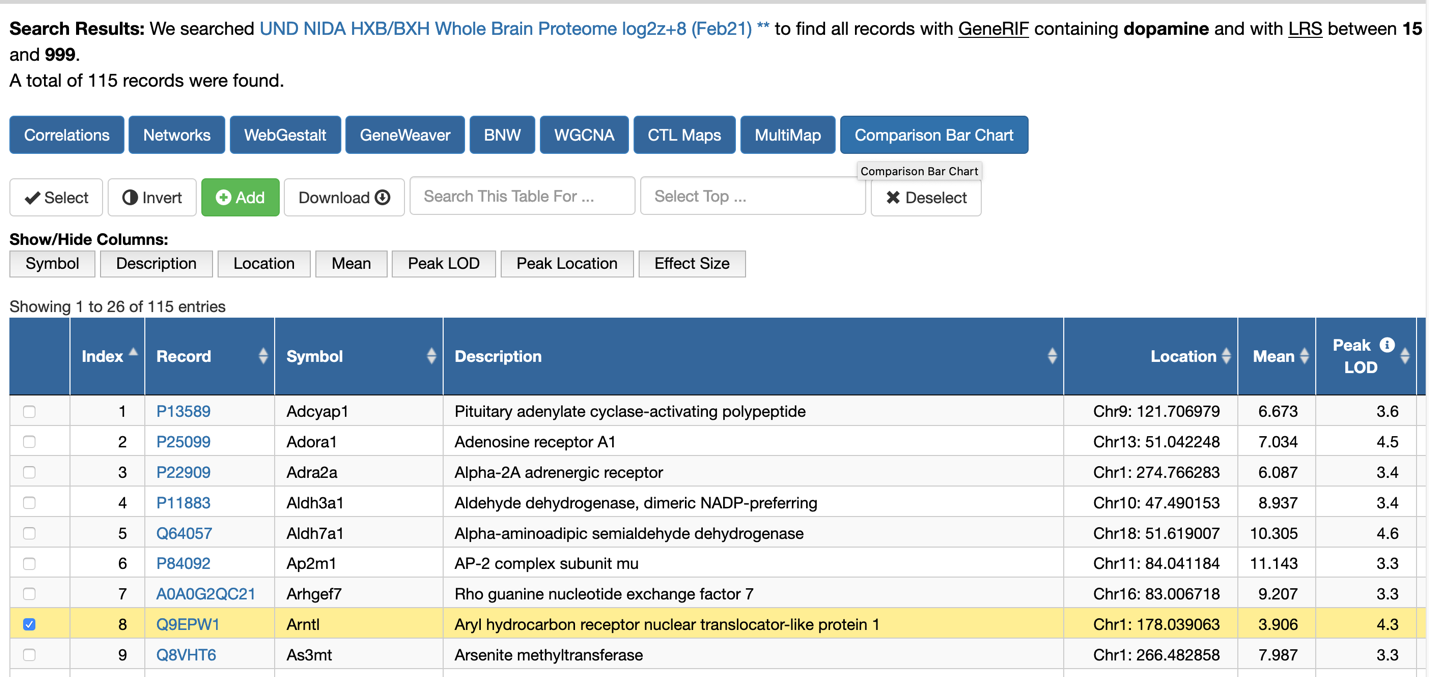 Search Results: We searched UND NIDA HXB/BXH Whole Brain Proteome log2z+8 (Feb21) ** to find all records with GeneRIF containing dopamine and with LRS between 15
and 999.
A total of 115 records were found.
Correlations Networks WebGestalt GeneWeaver BNW WGCNA CTL Maps MultiMap Comparison Bar Chart
Comparison Bar Chart
Select Invert Add Download Search This Table For ... Select Top ... Deselect
Show/Hide Columns:
Symbol Description Location Mean Peak LOD Peak Location Effect Size
Showing 1 to 26 of 115 entries
Index Record Symbol Description Location Mean Peak LOD
1 P13589 Adcyap1 Pituitary adenylate cyclase-activating polypeptide Chr9: 121.706979 6.673 3.6
2 P25099 Adora1 Adenosine receptor A1 Chr13: 51.042248 7.034 4.5
3 P22909 Adra2a Alpha-2A adrenergic receptor Chr1: 274.766283 6.087 3.4
4 P11883 Aldh3a1 Aldehyde dehydrogenase, dimeric NADP-preferring Chr10: 47.490153 8.937 3.4
5 Q64057 Aldh7a1 Alpha-aminoadipic semialdehyde dehydrogenase Chr18: 51.619007 10.305 4.6
6 P84092 Ap2m1 AP-2 complex subunit mu Chr11: 84.041184 11.143 3.3
7 A0A0G2QC21 Arhgef7 Rho guanine nucleotide exchange factor 7 Chr16: 83.006718 9.207 3.3
8 Q9EPW1 Arntl Aryl hydrocarbon receptor nuclear translocator-like protein 1 Chr1: 178.039063 3.906 4.3
9 Q8VHT6 As3mt Arsenite methyltransferase Chr1: 266.482858 7.987 3.3